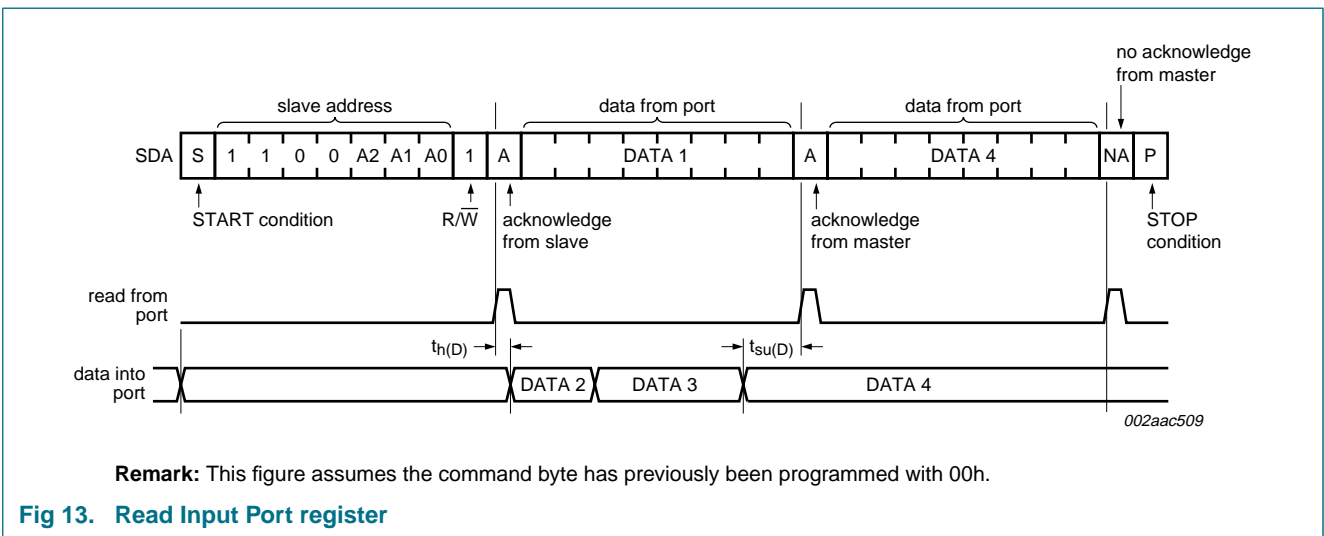 no acknowledge
from master
slave address
data from port
data from port
SDA S 1 1 0 0 A2 A1 A0 1 A DATA 1 A DATA 4 NA P
START condition
R/W̅
acknowledge
from slave
acknowledge
from master
STOP
condition
read from
port
th(D)
tsu(D)
data into
port
DATA 2 DATA 3 DATA 4
002aac509
Remark: This figure assumes the command byte has previously been programmed with 00h.
Fig 13. Read Input Port register